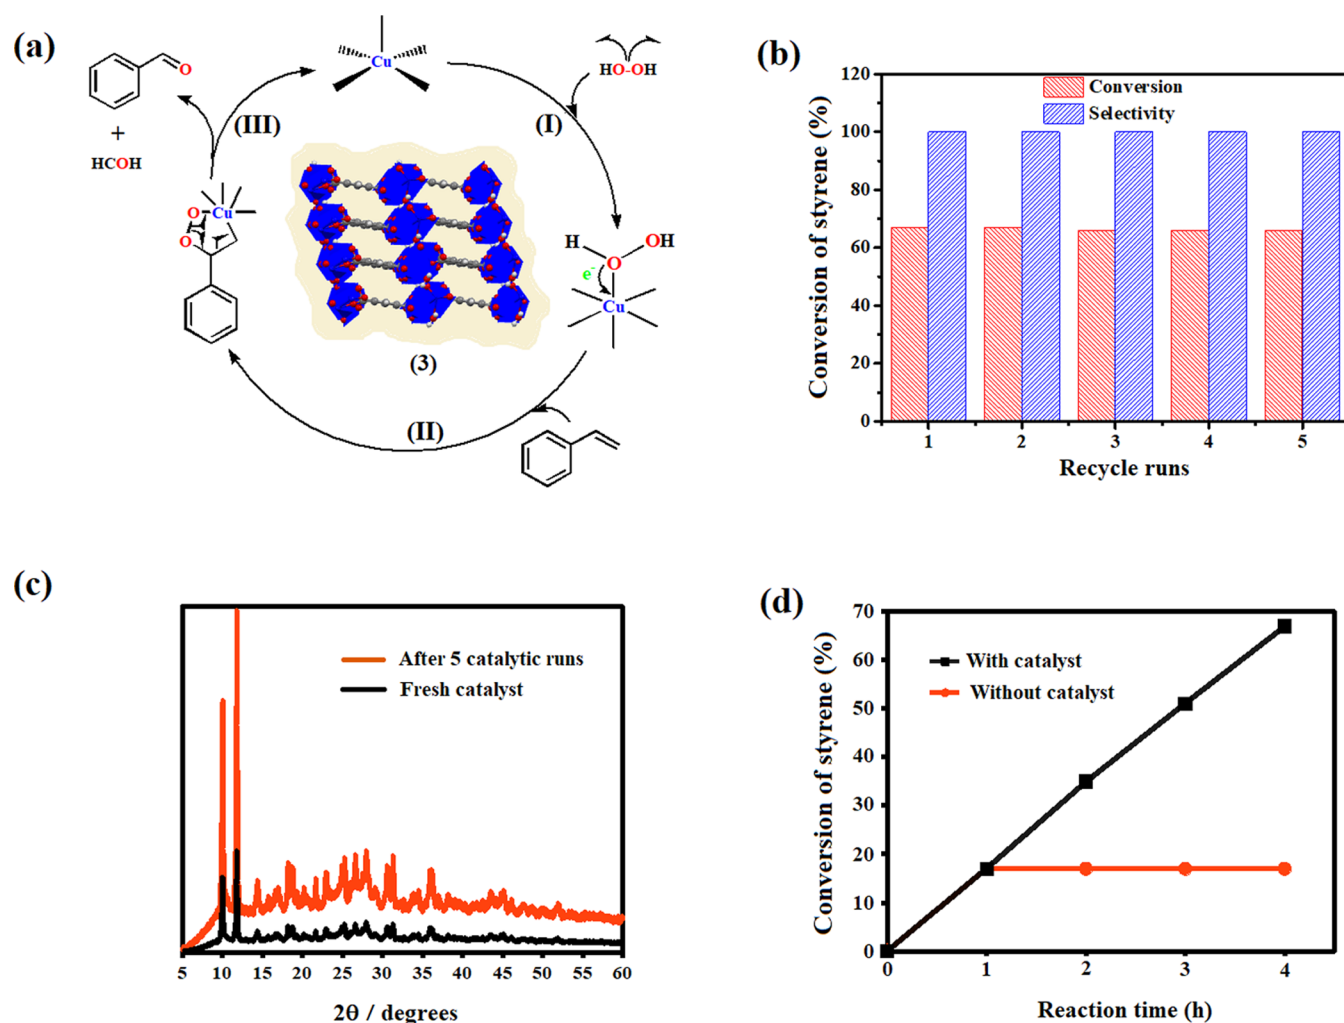 (a)
O
+
HCOH
(III)
Cu
HO-OH
(I)
H
OH
O
e-
Cu
O
Cu
O
(3)
(II)
(b)
Conversion of styrene (%)
120
100
80
60
40
20
0
Conversion
Selectivity
1 2 3 4 5
Recycle runs
(c)
After 5 catalytic runs
Fresh catalyst
5 10 15 20 25 30 35 40 45 50 55 60
2θ / degrees
(d)
Conversion of styrene (%)
70
60
50
40
30
20
10
0
With catalyst
Without catalyst
0 1 2 3 4
Reaction time (h)